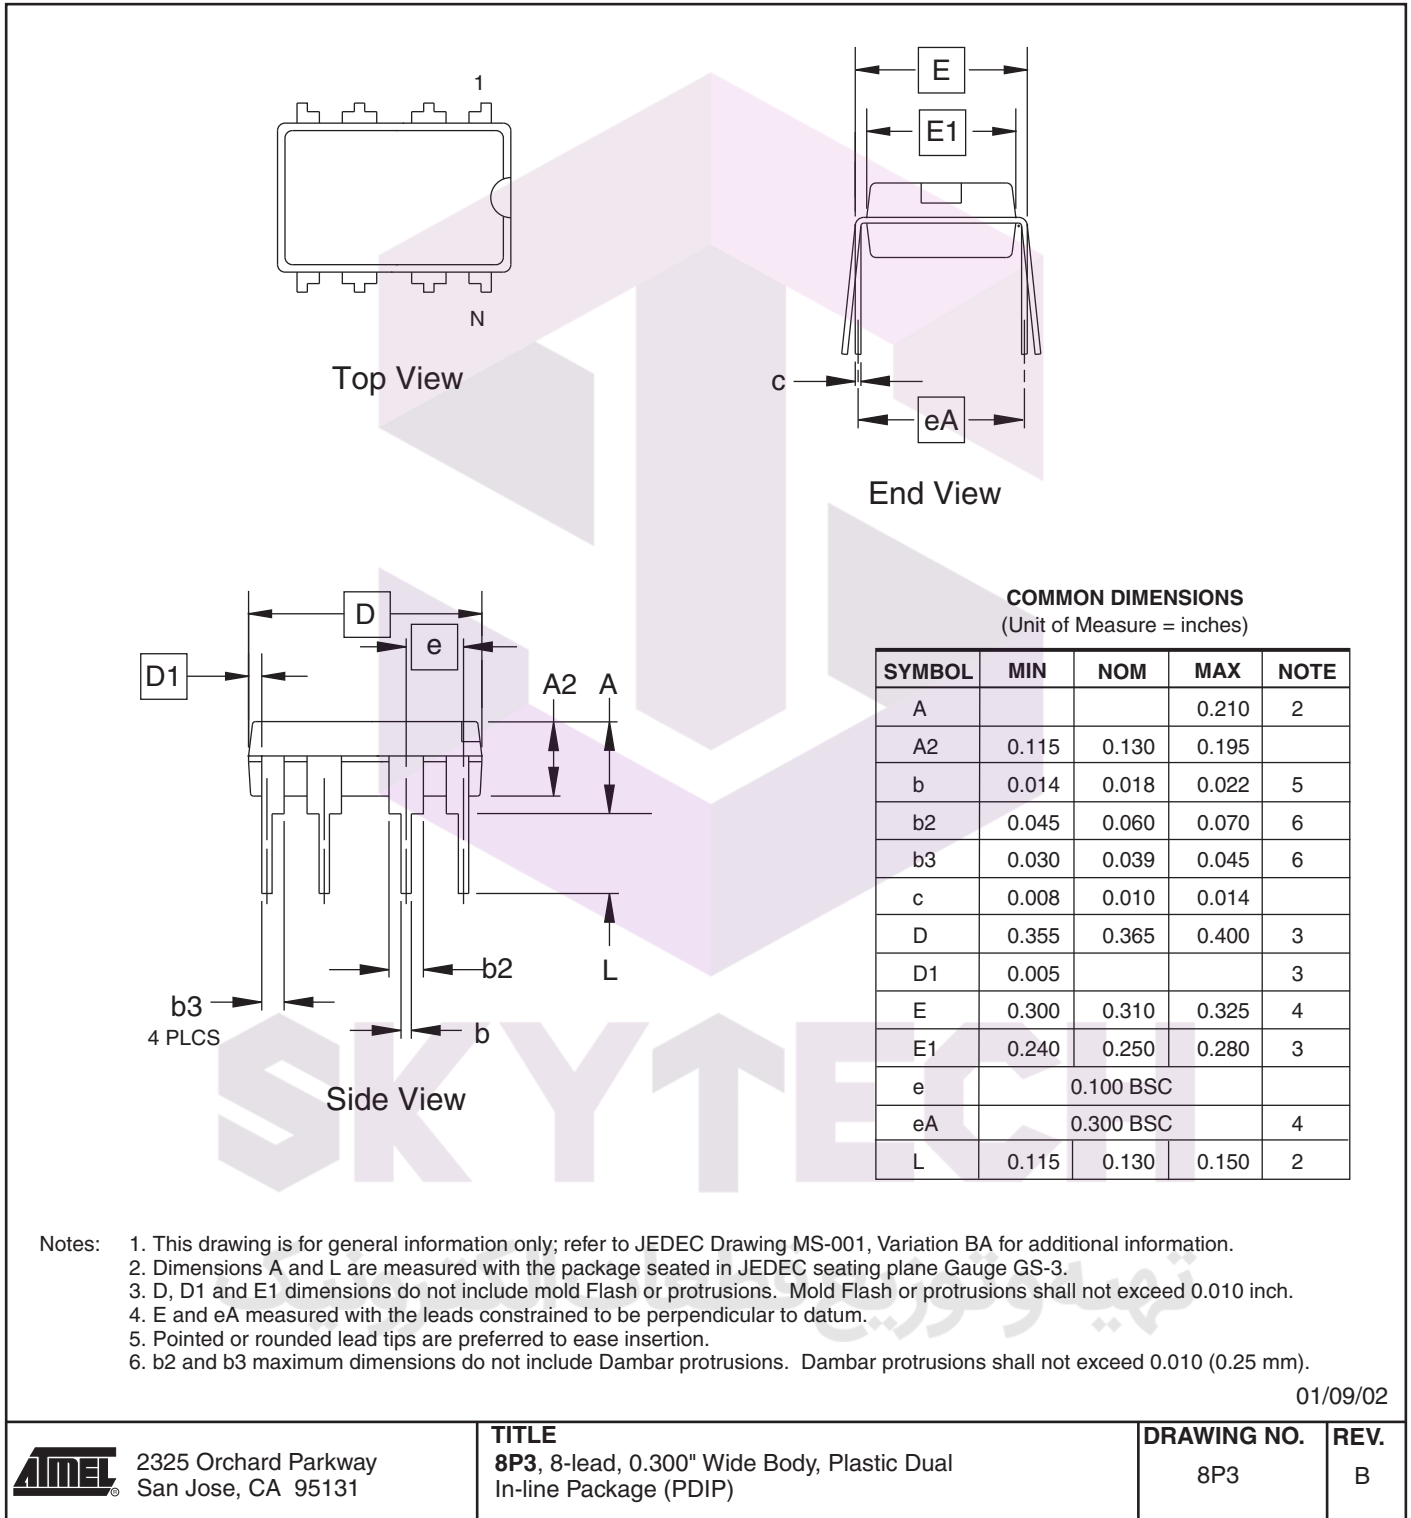 1
N
Top View
E
E1
c
eA
End View
D
e
D1
A2 A
b2
L
b3
4 PLCS
b
Side View
COMMON DIMENSIONS
(Unit of Measure = inches)
SYMBOL MIN NOM MAX NOTE
A 0.210 2
A2 0.115 0.130 0.195
b 0.014 0.018 0.022 5
b2 0.045 0.060 0.070 6
b3 0.030 0.039 0.045 6
c 0.008 0.010 0.014
D 0.355 0.365 0.400 3
D1 0.005 3
E 0.300 0.310 0.325 4
E1 0.240 0.250 0.280 3
e 0.100 BSC
eA 0.300 BSC 4
L 0.115 0.130 0.150 2
SKYTECH
تهیه و توزیع قطعات الکترونیک
Notes: 1. This drawing is for general information only; refer to JEDEC Drawing MS-001, Variation BA for additional information.
2. Dimensions A and L are measured with the package seated in JEDEC seating plane Gauge GS-3.
3. D, D1 and E1 dimensions do not include mold Flash or protrusions. Mold Flash or protrusions shall not exceed 0.010 inch.
4. E and eA measured with the leads constrained to be perpendicular to datum.
5. Pointed or rounded lead tips are preferred to ease insertion.
6. b2 and b3 maximum dimensions do not include Dambar protrusions. Dambar protrusions shall not exceed 0.010 (0.25 mm).
01/09/02
ATMEL®
2325 Orchard Parkway
San Jose, CA 95131
TITLE
8P3, 8-lead, 0.300" Wide Body, Plastic Dual
In-line Package (PDIP)
DRAWING NO.
8P3
REV.
B